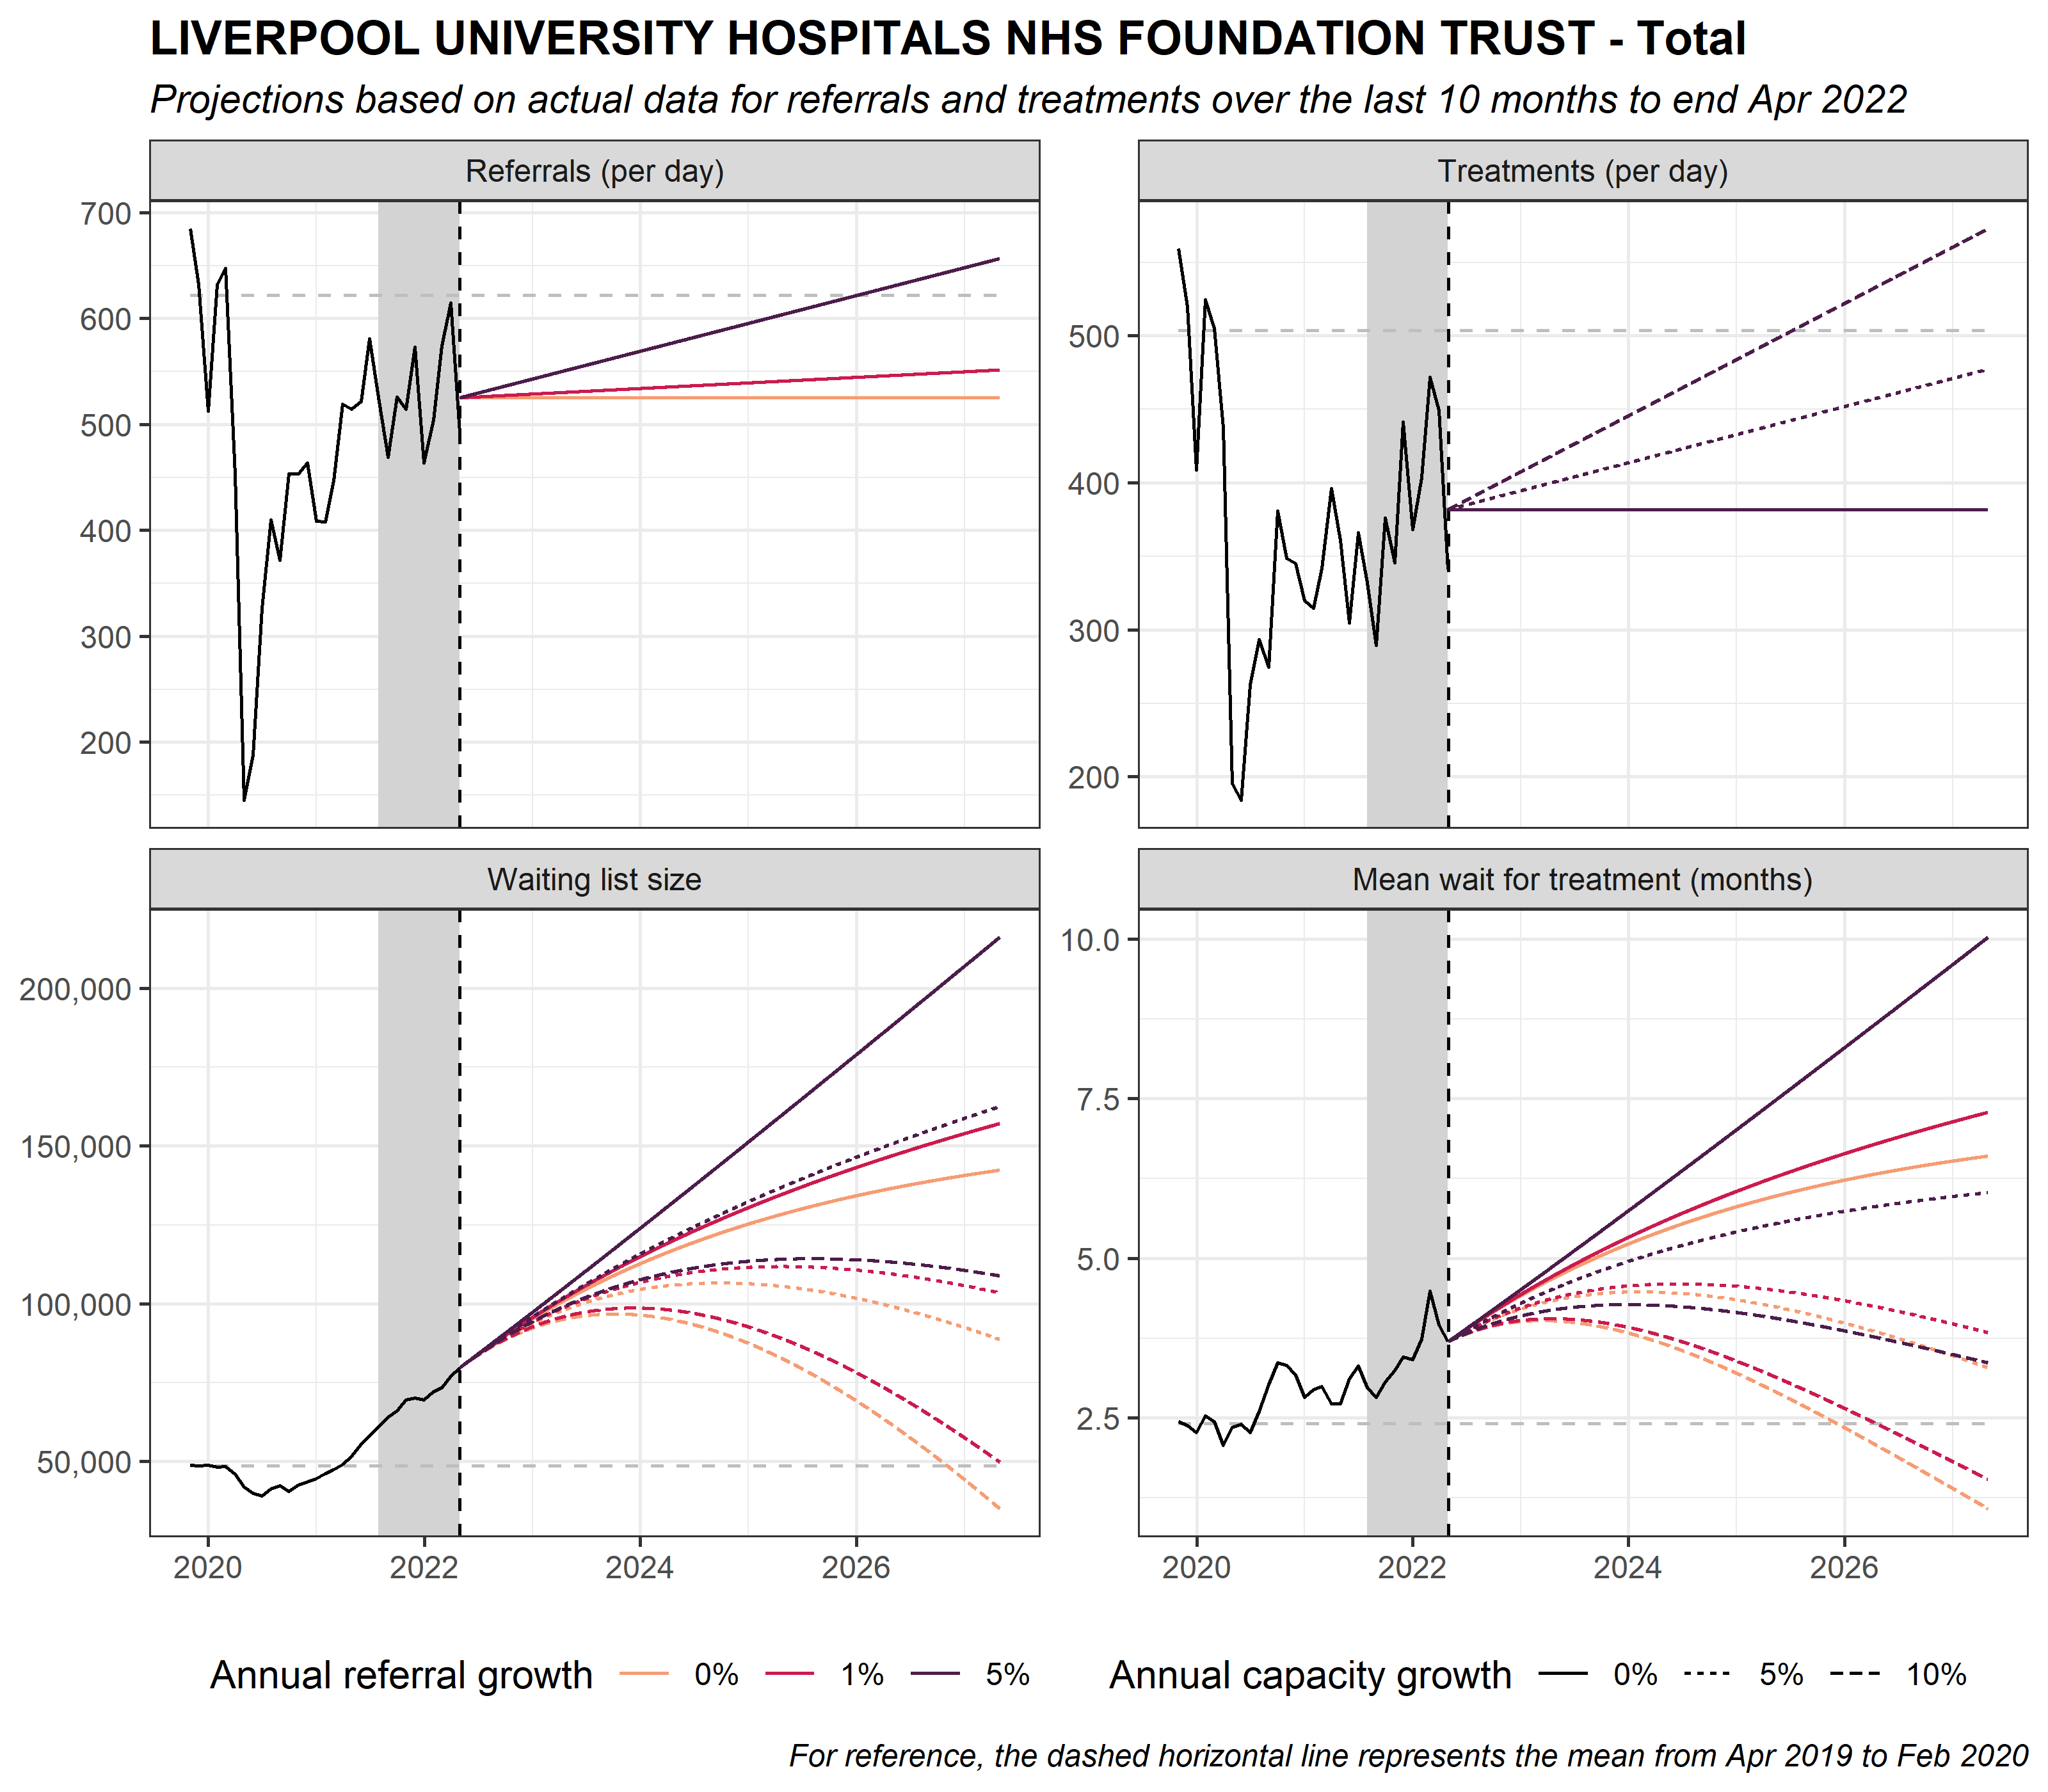 LIVERPOOL UNIVERSITY HOSPITALS NHS FOUNDATION TRUST - Total
Projections based on actual data for referrals and treatments over the last 10 months to end Apr 2022
Referrals (per day)
700
600
500
400
300
200
Treatments (per day)
500
400
300
200
Waiting list size
200,000
150,000
100,000
50,000
2020 2022 2024 2026
Mean wait for treatment (months)
10.0
7.5
5.0
2.5
2020 2022 2024 2026
Annual referral growth 0% 1% 5%
Annual capacity growth 0% 5% 10%
For reference, the dashed horizontal line represents the mean from Apr 2019 to Feb 2020